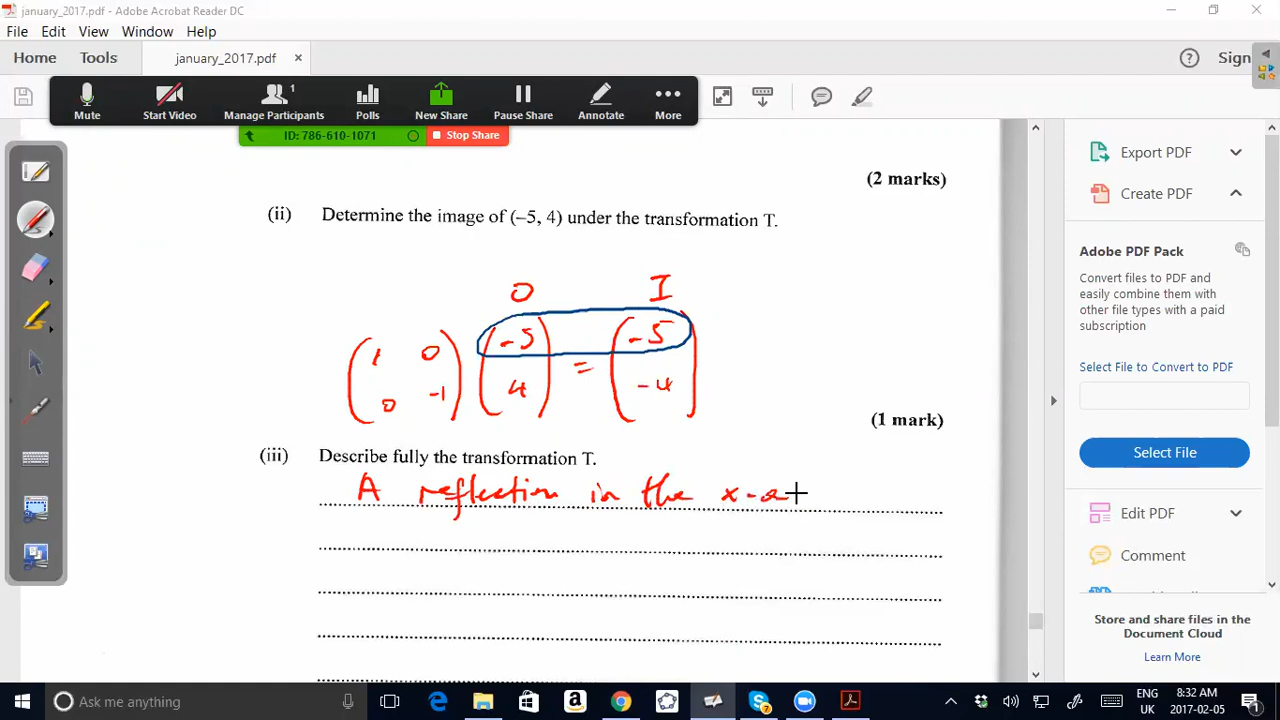 january_2017.pdf - Adobe Acrobat Reader DC
File Edit View Window Help
Home Tools january_2017.pdf × Sign
Mute Start Video Manage Participants 1 Polls New Share Pause Share Annotate More
ID: 786-610-1071 Stop Share
(2 marks)
(ii) Determine the image of (–5, 4) under the transformation T.
O I
1 0 -5 = -5
0 -1 4 -4
(1 mark)
(iii) Describe fully the transformation T.
A reflection in the x-a
Export PDF
Create PDF
Adobe PDF Pack
Convert files to PDF and
easily combine them with
other file types with a paid
subscription
Select File to Convert to PDF
Select File
Edit PDF
Comment
Store and share files in the
Document Cloud
Learn More
Ask me anything
ENG 8:32 AM
UK 2017-02-05